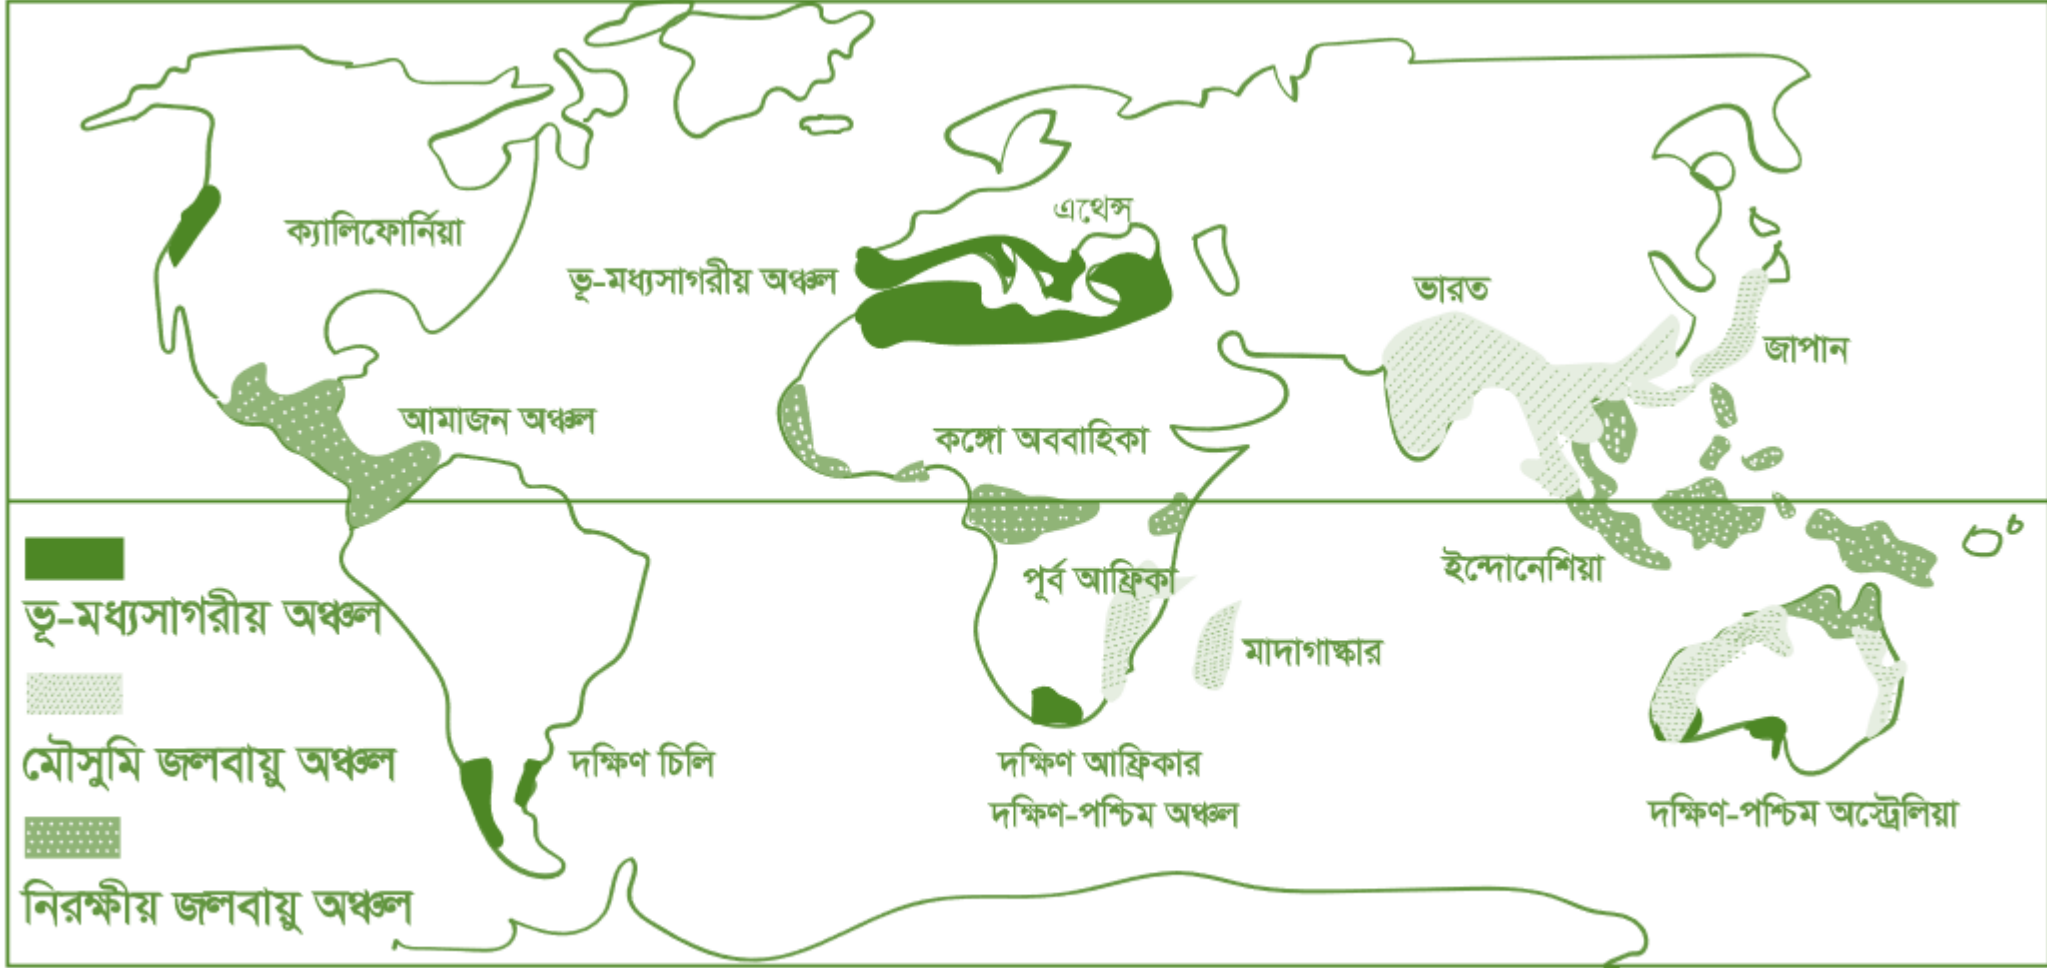 এথেন্স
ক্যালিফোর্নিয়া
ভূ-মধ্যসাগরীয় অঞ্চল
ভারত
জাপান
আমাজন অঞ্চল
কঙ্গো অববাহিকা
ইন্দোনেশিয়া
পূর্ব আফ্রিকা
মাদাগাস্কার
ভূ-মধ্যসাগরীয় অঞ্চল
মৌসুমি জলবায়ু অঞ্চল
নিরক্ষীয় জলবায়ু অঞ্চল
দক্ষিণ চিলি
দক্ষিণ আফ্রিকার
দক্ষিণ-পশ্চিম অঞ্চল
দক্ষিণ-পশ্চিম অস্ট্রেলিয়া